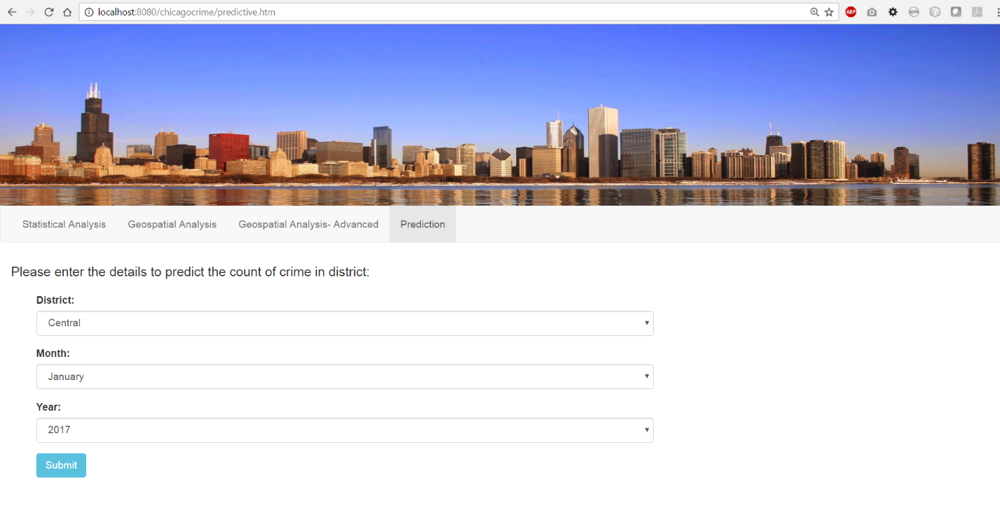 localhost:8080/chicagocrime/predictive.htm
ABP
Statistical Analysis Geospatial Analysis Geospatial Analysis- Advanced Prediction
Please enter the details to predict the count of crime in district:
District:
Central
Month:
January
Year:
2017
Submit